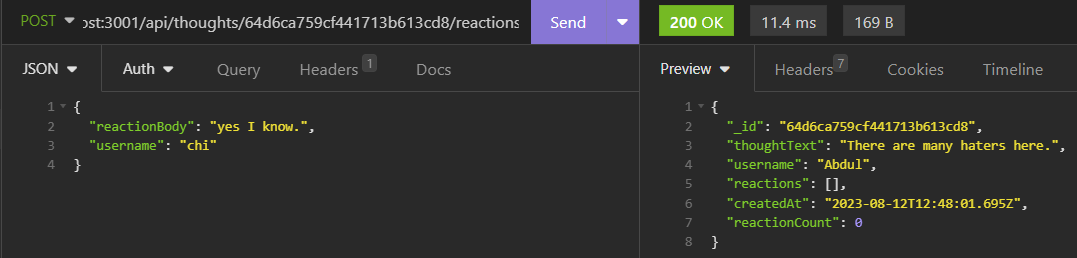 POST ost:3001/api/thoughts/64d6ca759cf441713b613cd8/reactions Send
JSON Auth Query Headers 1 Docs
1 {
2 "reactionBody": "yes I know.",
3 "username": "chi"
4 }
200 OK 11.4 ms 169 B
Preview Headers 7 Cookies Timeline
1 {
2 "_id": "64d6ca759cf441713b613cd8",
3 "thoughtText": "There are many haters here.",
4 "username": "Abdul",
5 "reactions": [],
6 "createdAt": "2023-08-12T12:48:01.695Z",
7 "reactionCount": 0
8 }